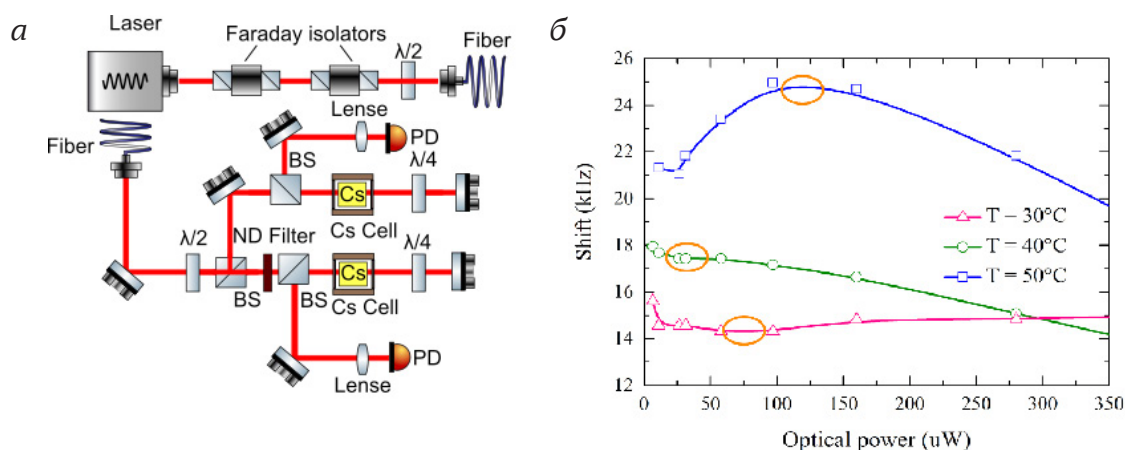 а
Laser
Faraday isolators
λ/2
Fiber
Fiber
Lense
PD
BS
λ/4
Cs
Cs Cell
λ/2
ND Filter
λ/4
Cs
BS
BS
Cs Cell
Lense
PD
б
26
24
22
20
18
16
14
12
Shift (kHz)
T = 30°C
T = 40°C
T = 50°C
0
50
100
150
200
250
300
350
Optical power (uW)